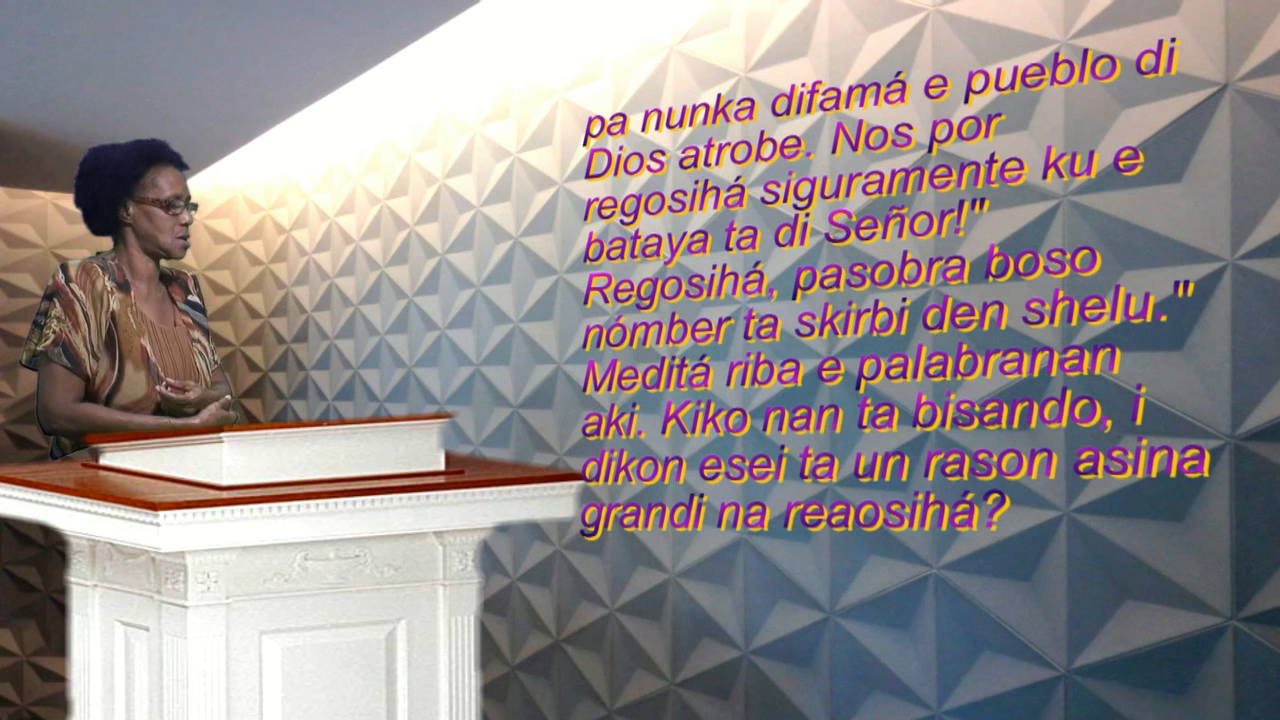 pa nunka difamá e pueblo di
Dios atrobe. Nos por
regosihá siguramente ku e
bataya ta di Señor!"
Regosihá, pasobra boso
nómber ta skirbi den shelu."
Meditá riba e palabranan
aki. Kiko nan ta bisando, i
dikon esei ta un rason asina
grandi na reaosihá?